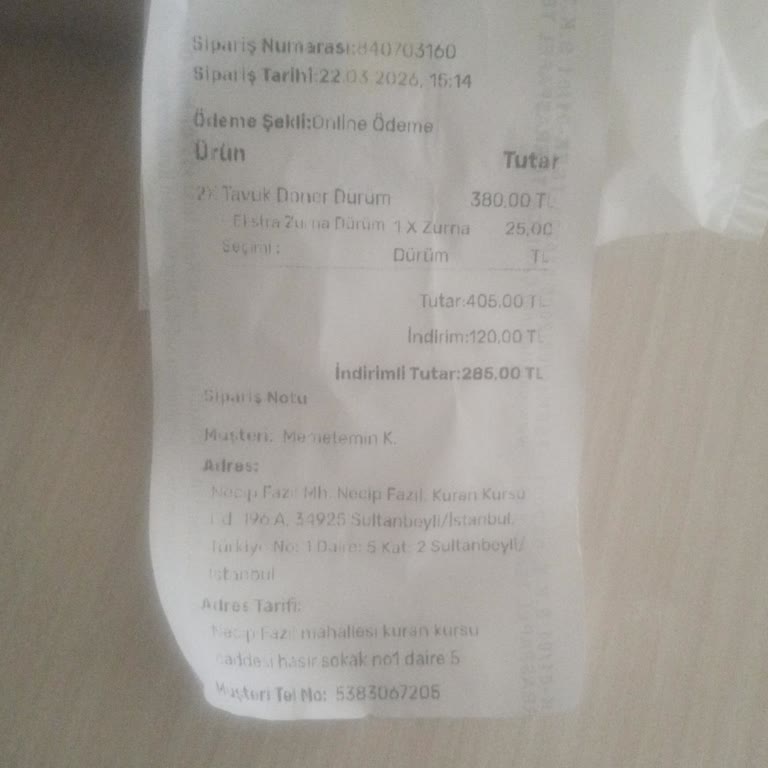 Sipariş Numarası:840703160
Sipariş Tarihi:22.03.2026, 15:14
Ödeme Şekli:Online Ödeme
Ürün Tutar
2X Tavuk Döner Dürüm 380,00 TL
Ekstra Zurna Dürüm 1 X Zurna 25,00
Seçimi: Dürüm TL
Tutar:405,00 TL
İndirim:120,00 TL
İndirimli Tutar:285,00 TL
Sipariş Notu
Müşteri: Memetemin K.
Adres:
Necip Fazıl Mh. Necip Fazıl, Kuran Kursu
Cd. 196 A, 34925 Sultanbeyli/İstanbul,
Türkiye No: 1 Daire: 5 Kat: 2 Sultanbeyli/
İstanbul
Adres Tarifi:
Necip Fazıl mahallesi kuran kursu
caddesi hasır sokak no1 daire 5
Müşteri Tel No: 5383067205